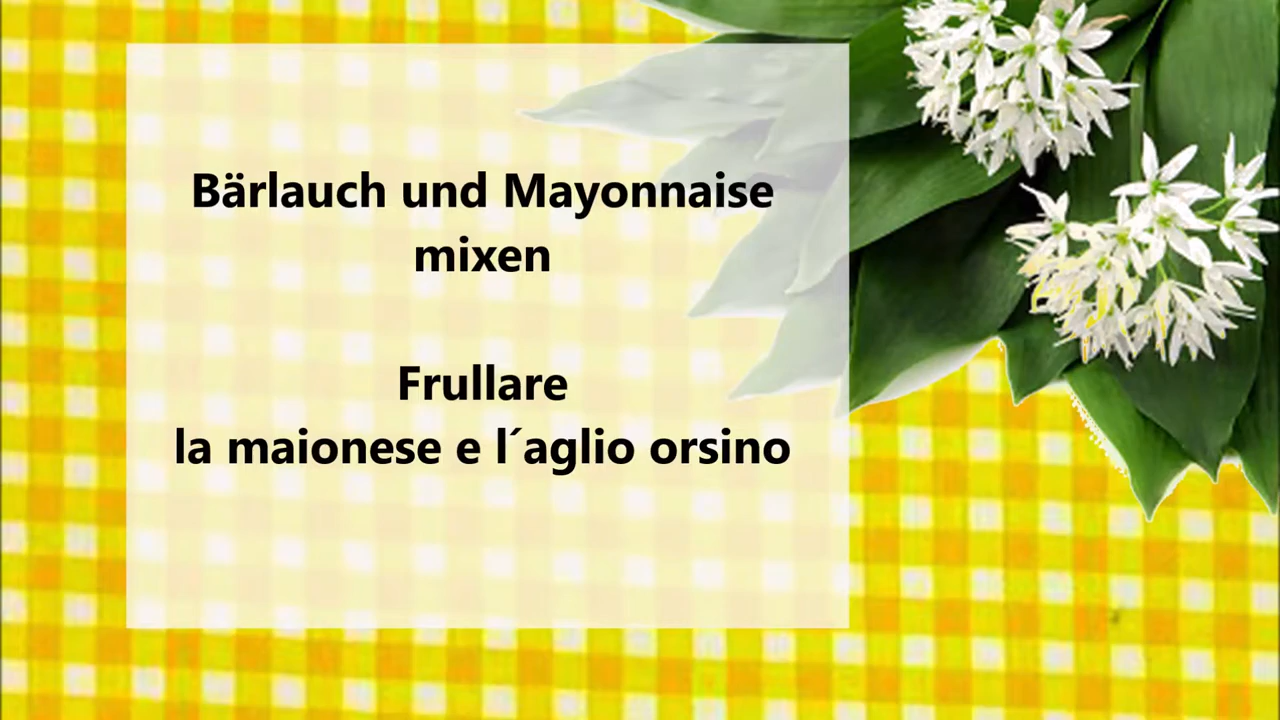 Bärlauch und Mayonnaise
mixen
Frullare
la maionese e l´aglio orsino